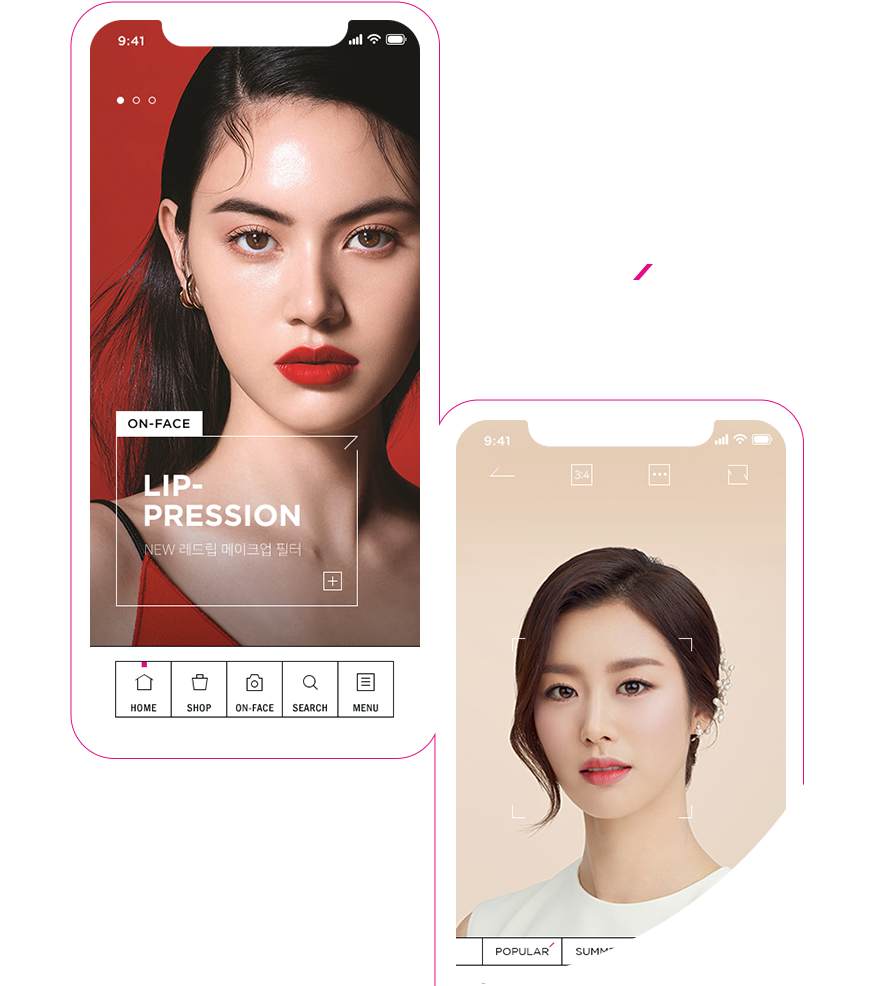 9:41
ON-FACE
LIP-
PRESSION
NEW 레드립 메이크업 필터
HOME
SHOP
ON-FACE
SEARCH
MENU
9:41
3:4
POPULAR